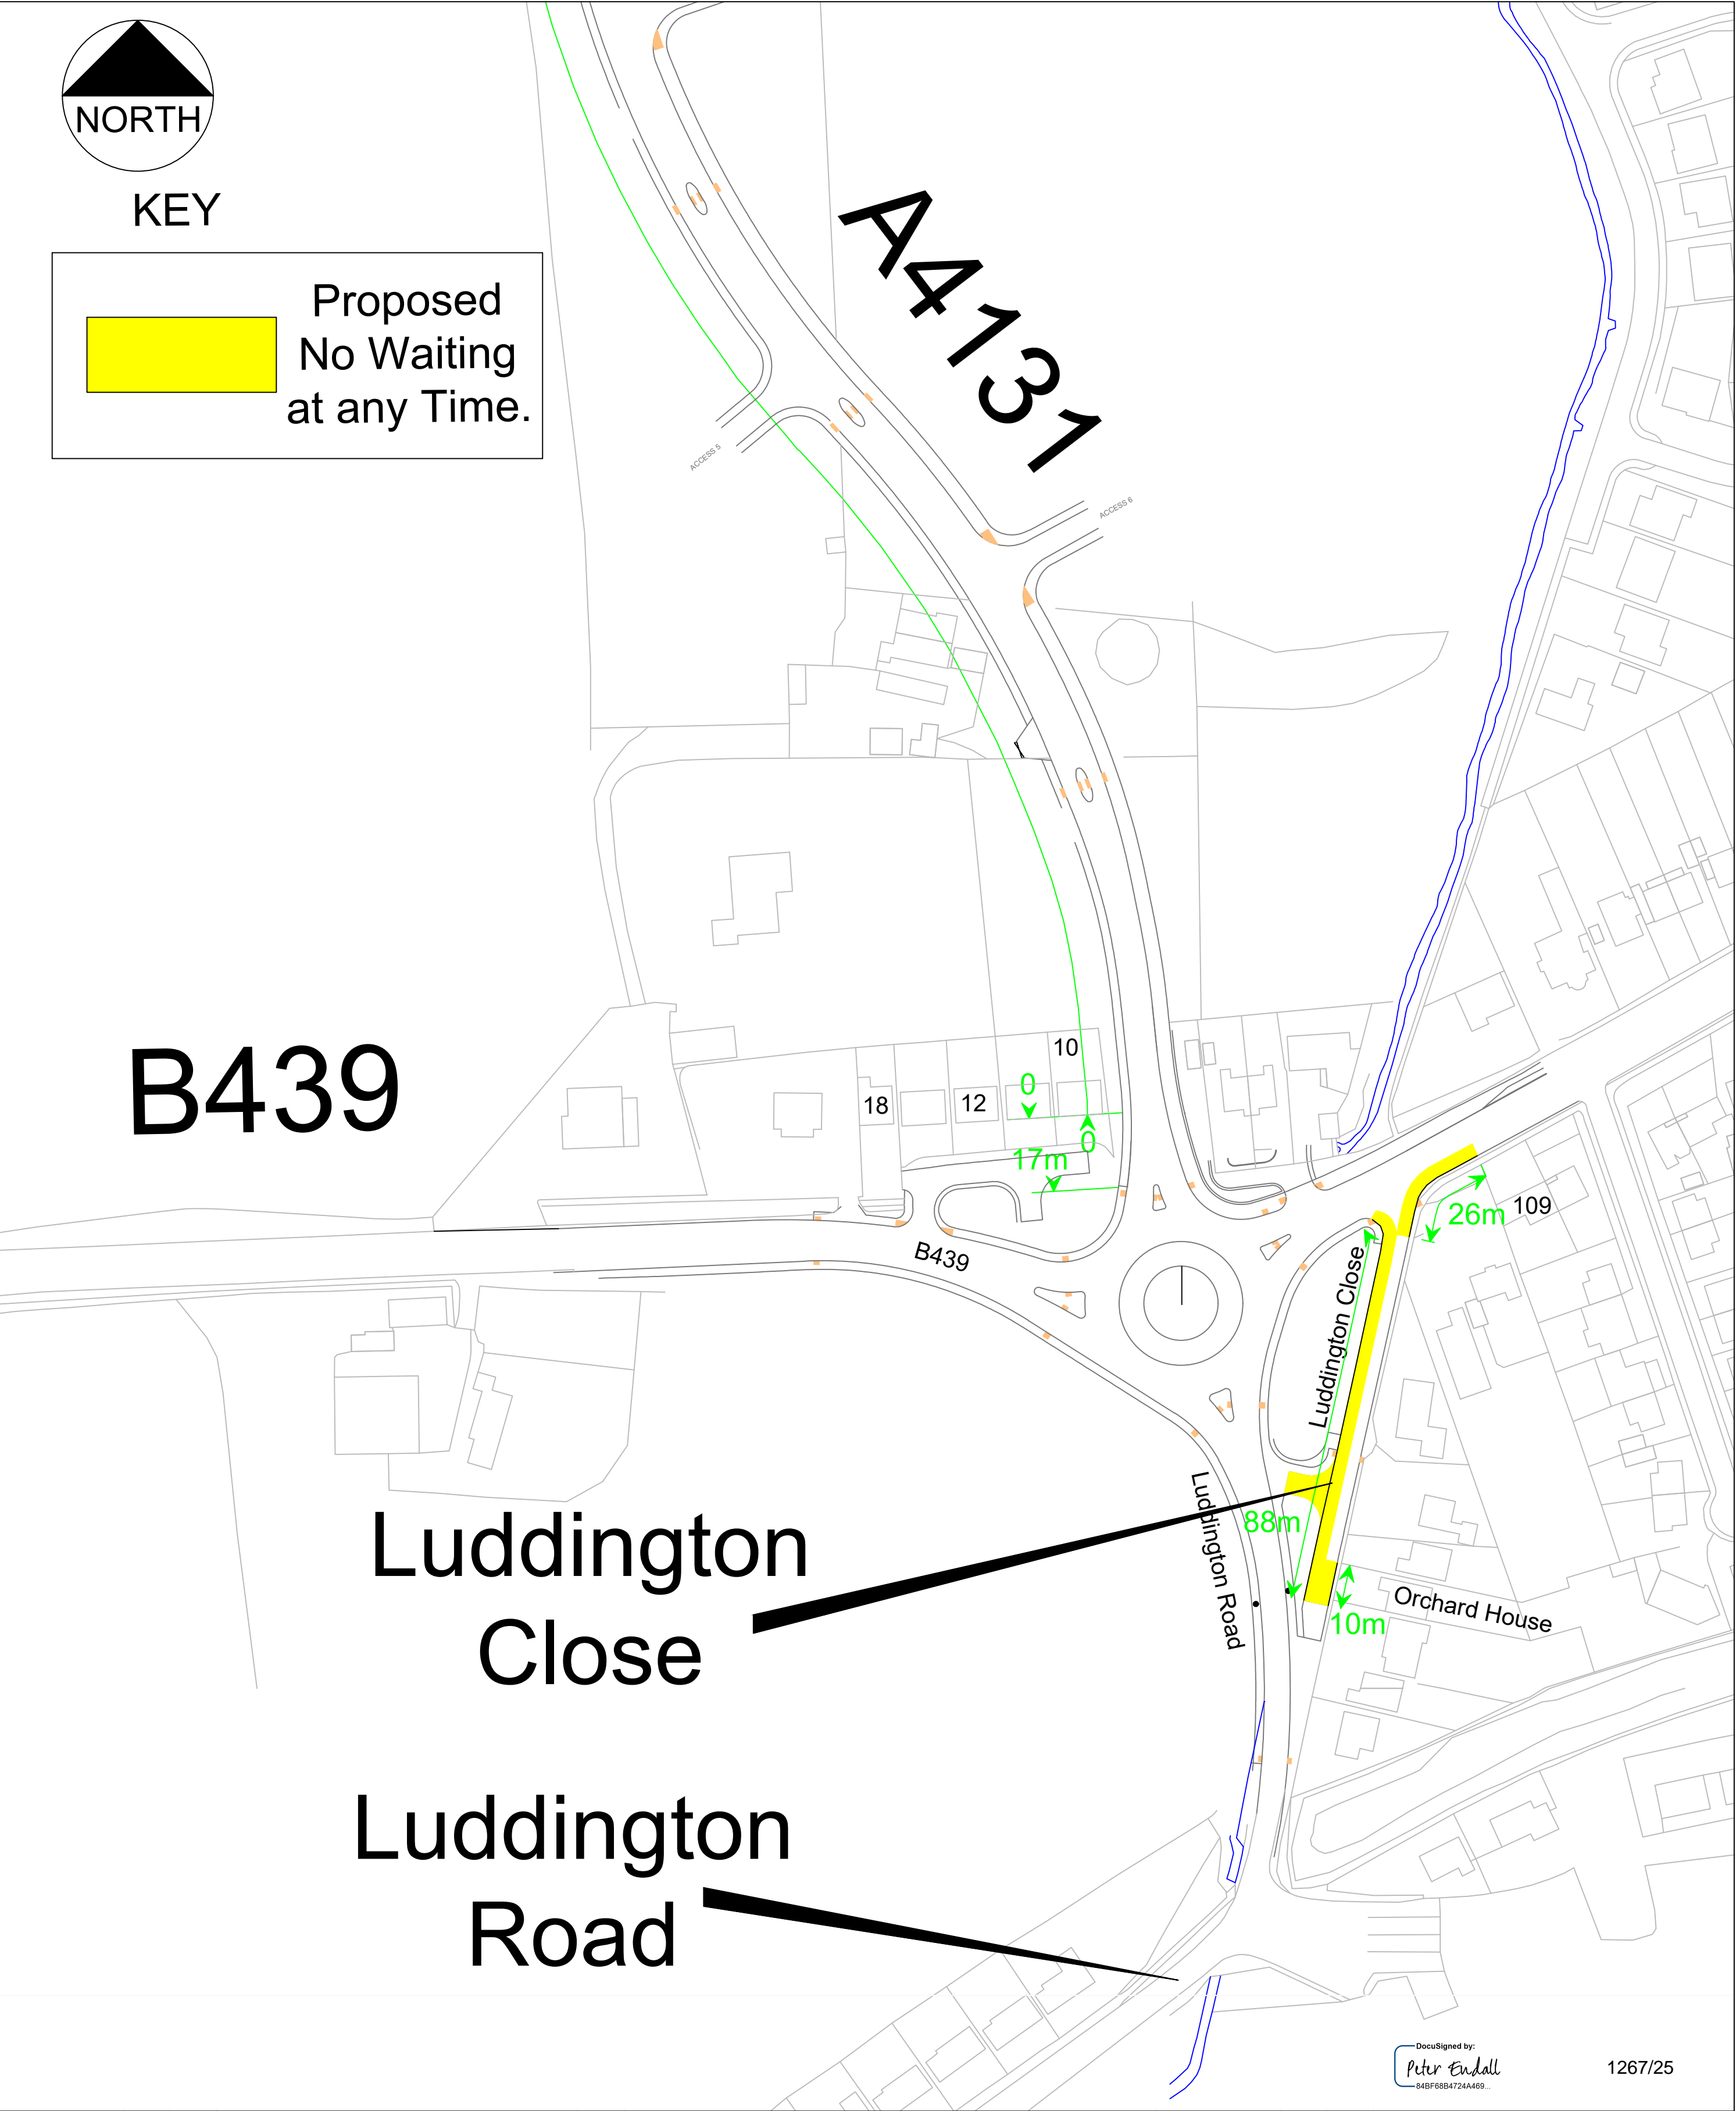 NORTH
KEY
Proposed
No Waiting
at any Time.
A4131
ACCESS 5
ACCESS 6
B439
10
18
12
0
0
17m
109
26m
B439
Luddington Close
88m
Luddington Road
Orchard House
10m
Luddington
Close
Luddington
Road
DocuSigned by:
Peter Endall
84BF68B4724A469...
1267/25